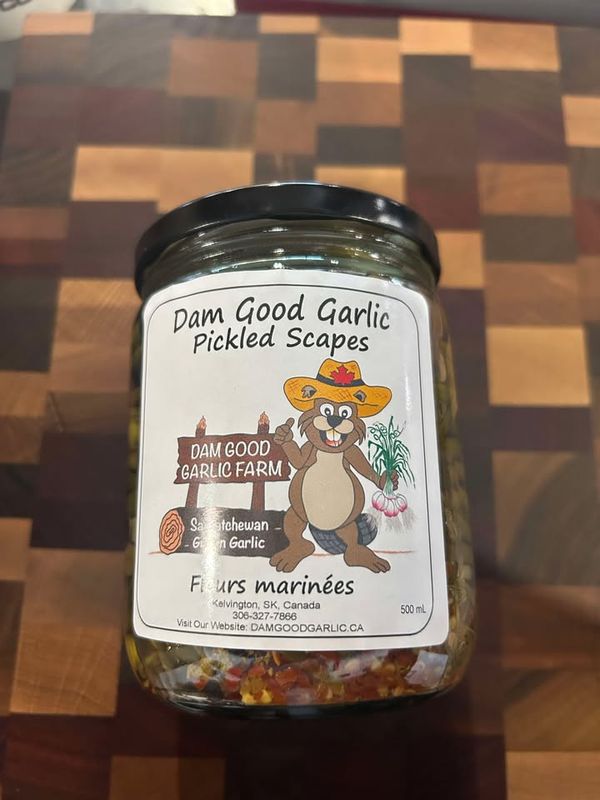 Dam Good Garlic
Pickled Scapes
DAM GOOD
GARLIC FARM
Saskatchewan
Grown Garlic
Fleurs marinées
Kelvington, SK, Canada
306-327-7866
Visit Our Website: DAMGOODGARLIC.CA
500 mL